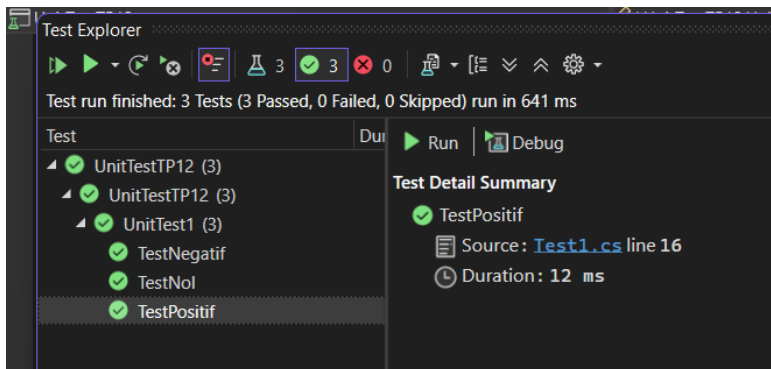 Test Explorer
3 3 0
Test run finished: 3 Tests (3 Passed, 0 Failed, 0 Skipped) run in 641 ms
Test
UnitTestTP12 (3)
UnitTestTP12 (3)
UnitTest1 (3)
TestNegatif
TestNol
TestPositif
Run Debug
Test Detail Summary
TestPositif
Source: Test1.cs line 16
Duration: 12 ms